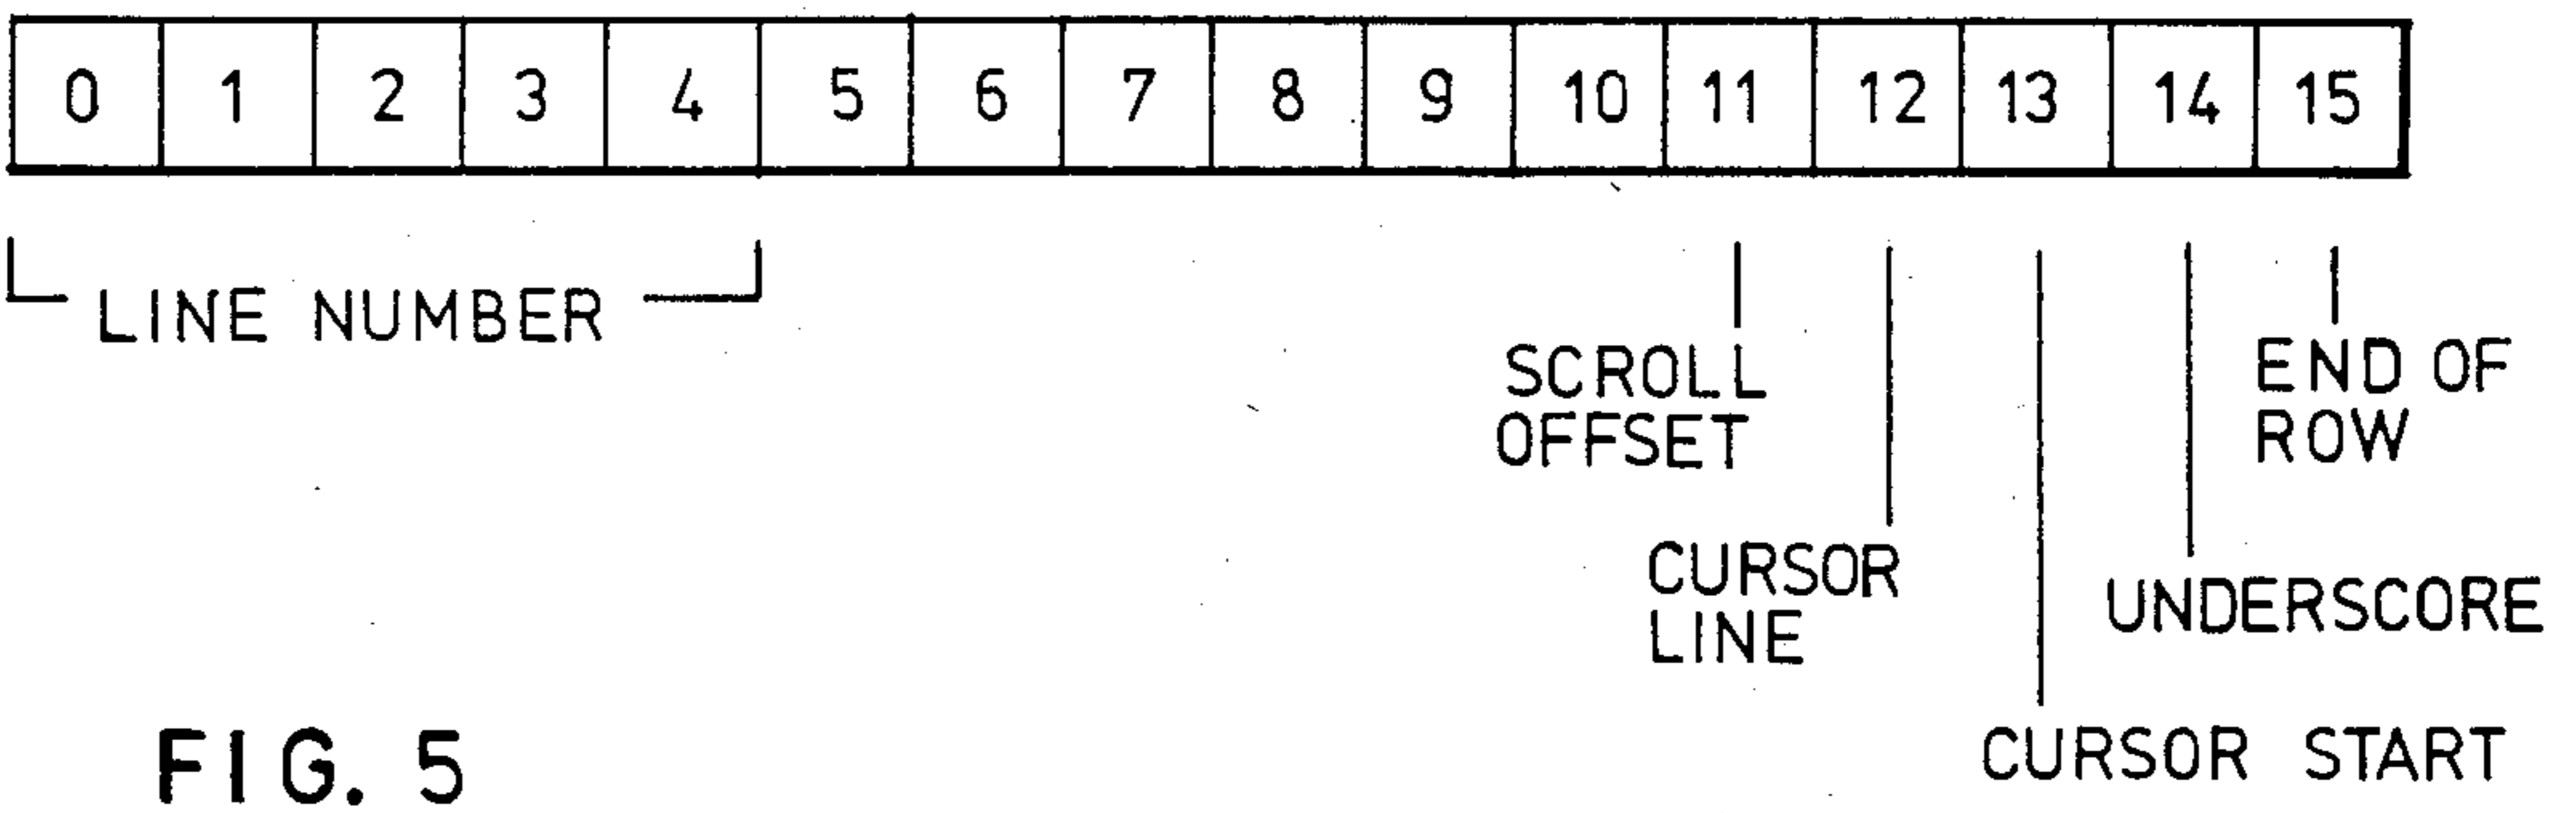 0 1 2 3 4 5 6 7 8 9 10 11 12 13 14 15
LINE NUMBER
SCROLL
OFFSET
END OF
ROW
CURSOR
LINE
UNDERSCORE
CURSOR START
FIG. 5